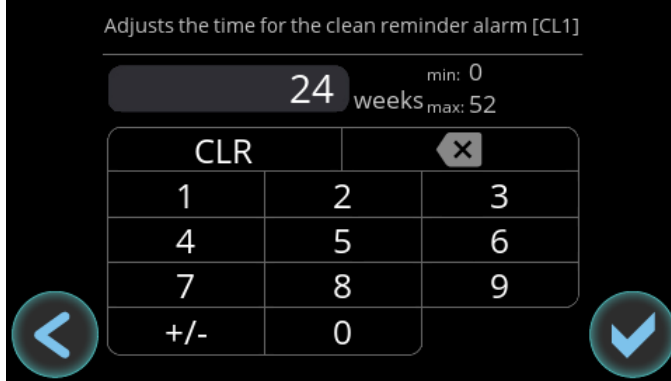 Adjusts the time for the clean reminder alarm [CL1]
24 weeks min: 0
max: 52
CLR
1 2 3
4 5 6
7 8 9
+/- 0